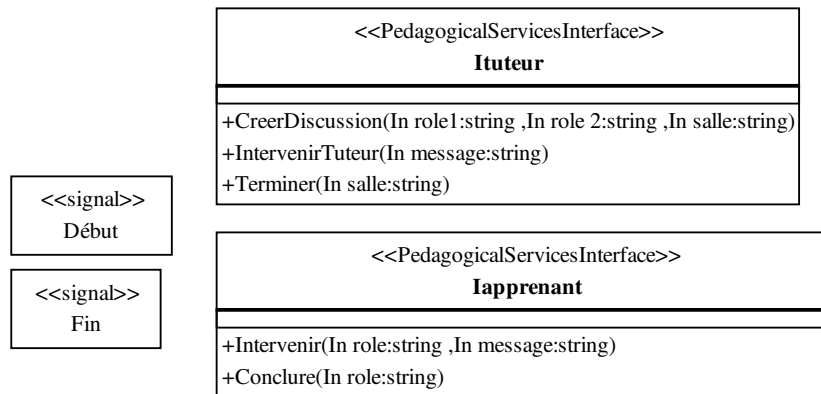 <<PedagogicalServicesInterface>>
Ituteur
+CreerDiscussion(In role1:string ,In role 2:string ,In salle:string)
+IntervenirTuteur(In message:string)
+Terminer(In salle:string)
<<signal>>
Début
<<signal>>
Fin
<<PedagogicalServicesInterface>>
Iapprenant
+Intervenir(In role:string ,In message:string)
+Conclure(In role:string)